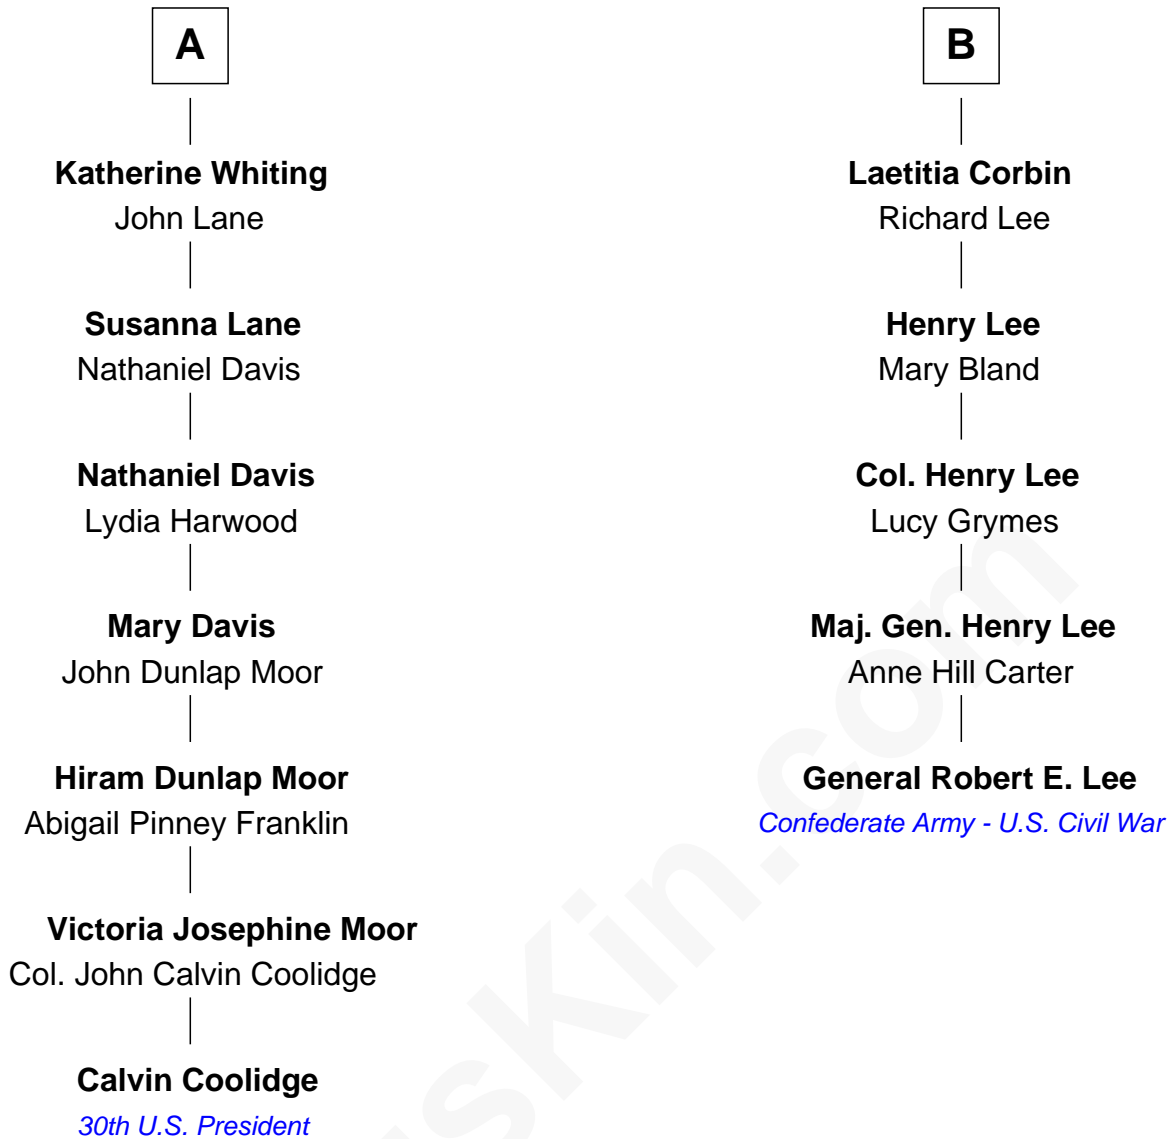 A
Katherine Whiting
John Lane
Susanna Lane
Nathaniel Davis
Nathaniel Davis
Lydia Harwood
Mary Davis
John Dunlap Moor
Hiram Dunlap Moor
Abigail Pinney Franklin
Victoria Josephine Moor
Col. John Calvin Coolidge
Calvin Coolidge
30th U.S. President
B
Laetitia Corbin
Richard Lee
Henry Lee
Mary Bland
Col. Henry Lee
Lucy Grymes
Maj. Gen. Henry Lee
Anne Hill Carter
General Robert E. Lee
Confederate Army - U.S. Civil War